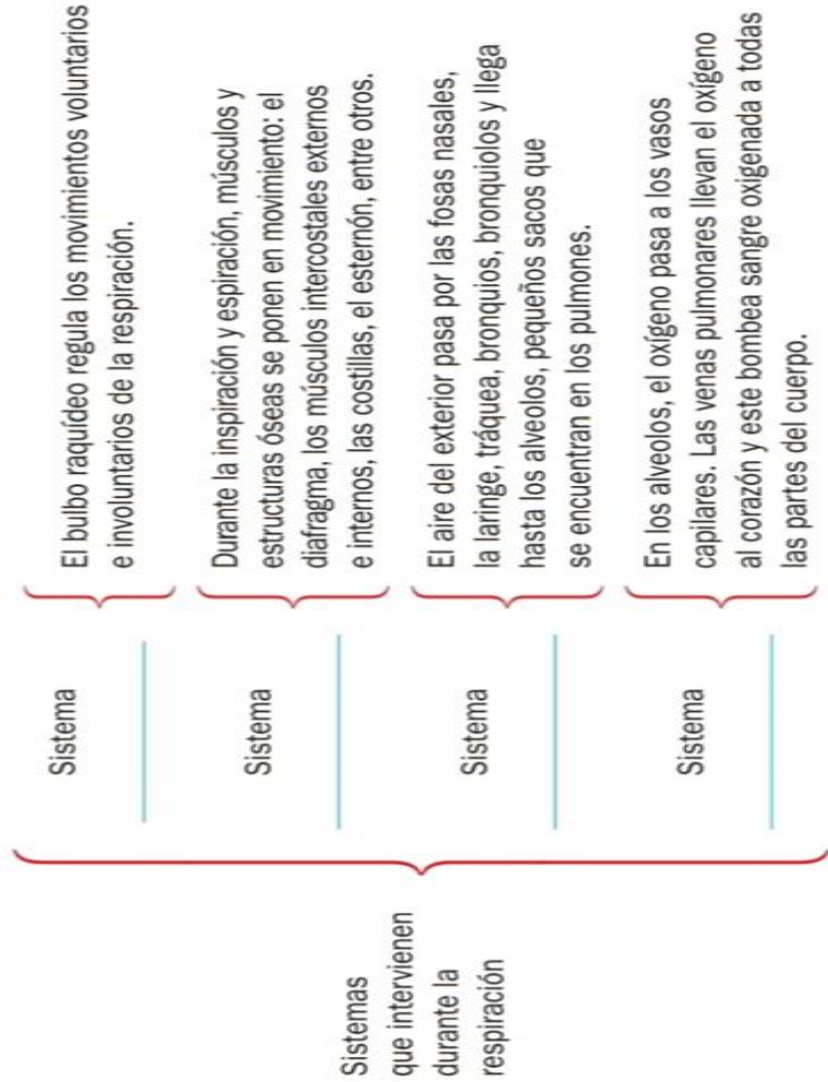 Sistemas
que intervienen
durante la
respiración
Sistema
El bulbo raquídeo regula los movimientos voluntarios
e involuntarios de la respiración.
Sistema
Durante la inspiración y espiración, músculos y
estructuras óseas se ponen en movimiento: el
diafragma, los músculos intercostales externos
e internos, las costillas, el esternón, entre otros.
Sistema
El aire del exterior pasa por las fosas nasales,
la laringe, tráquea, bronquios, bronquiolos y llega
hasta los alveolos, pequeños sacos que
se encuentran en los pulmones.
Sistema
En los alveolos, el oxígeno pasa a los vasos
capilares. Las venas pulmonares llevan el oxígeno
al corazón y este bombea sangre oxigenada a todas
las partes del cuerpo.